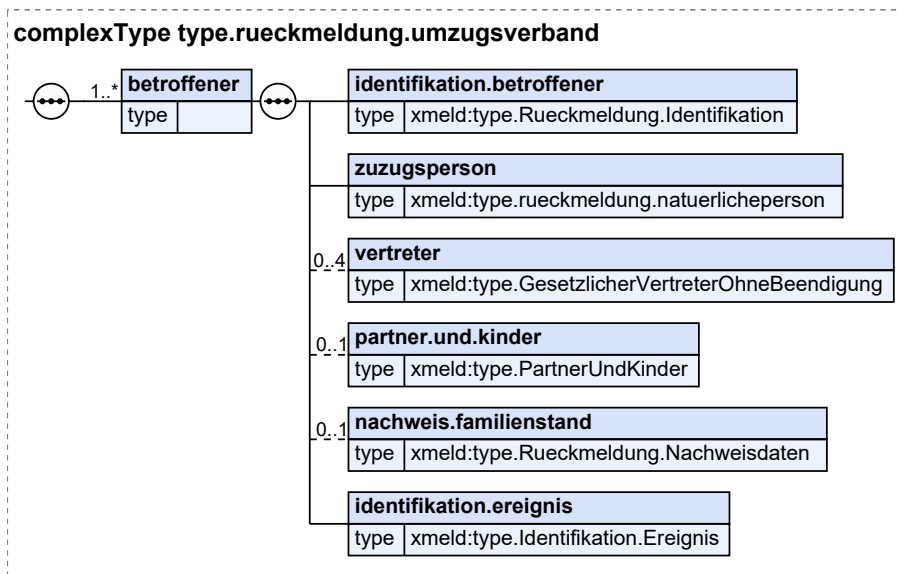 complexType type.rueckmeldung.umzugsverband
1..*
betroffener
type
identifikation.betroffener
type xmeld:type.Rueckmeldung.Identifikation
zuzugsperson
type xmeld:type.rueckmeldung.natuerlicheperson
0..4
vertreter
type xmeld:type.GesetzlicherVertreterOhneBeendigung
0..1
partner.und.kinder
type xmeld:type.PartnerUndKinder
0..1
nachweis.familienstand
type xmeld:type.Rueckmeldung.Nachweisdaten
identifikation.ereignis
type xmeld:type.Identifikation.Ereignis